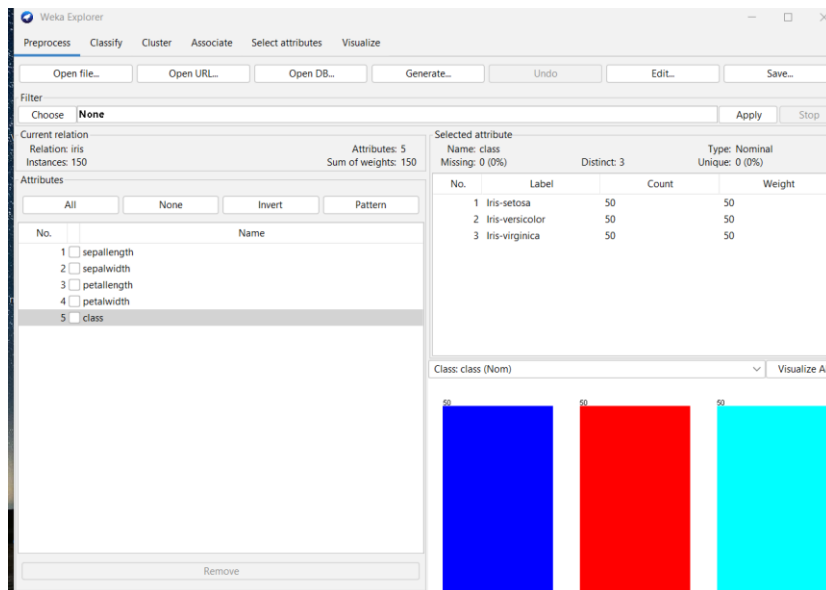 Weka Explorer
Preprocess Classify Cluster Associate Select attributes Visualize
Open file... Open URL... Open DB... Generate... Undo Edit... Save...
Filter
Choose None Apply Stop
Current relation
Relation: iris Attributes: 5
Instances: 150 Sum of weights: 150
Attributes
All None Invert Pattern
No. Name
1 sepallength
2 sepalwidth
3 petallength
4 petalwidth
5 class
Remove
Selected attribute
Name: class Type: Nominal
Missing: 0 (0%) Distinct: 3 Unique: 0 (0%)
No. Label Count Weight
1 Iris-setosa 50 50
2 Iris-versicolor 50 50
3 Iris-virginica 50 50
Class: class (Nom) Visualize A
50 50 50